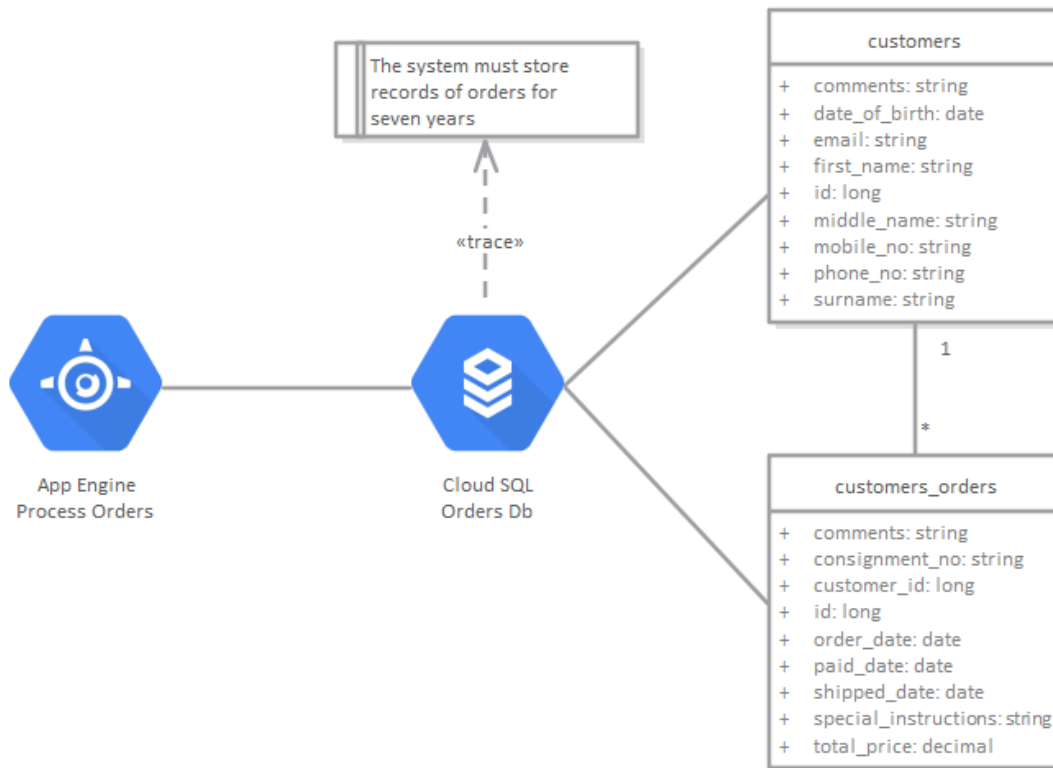 The system must store
records of orders for
seven years
«trace»
App Engine
Process Orders
Cloud SQL
Orders Db
customers
+ comments: string
+ date_of_birth: date
+ email: string
+ first_name: string
+ id: long
+ middle_name: string
+ mobile_no: string
+ phone_no: string
+ surname: string
1
*
customers_orders
+ comments: string
+ consignment_no: string
+ customer_id: long
+ id: long
+ order_date: date
+ paid_date: date
+ shipped_date: date
+ special_instructions: string
+ total_price: decimal